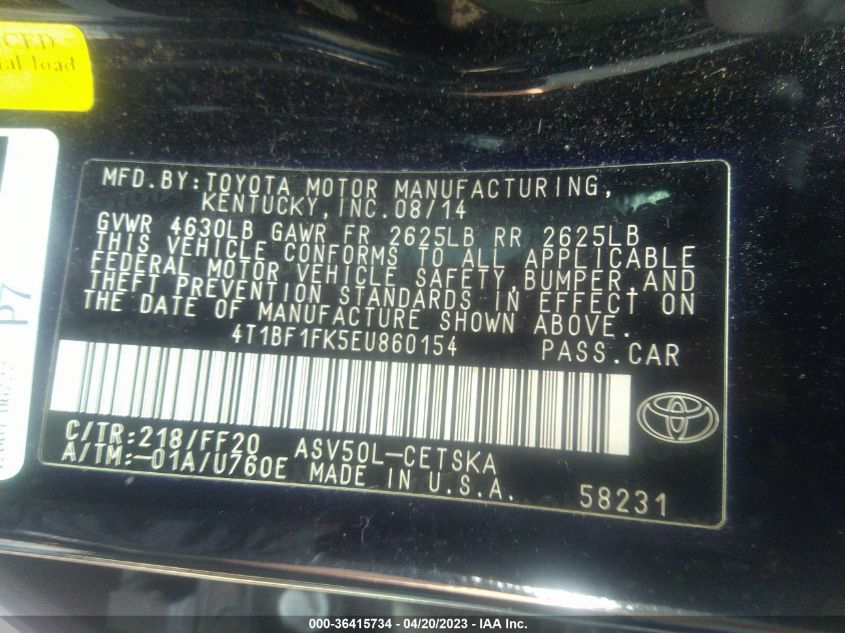 CED
ial load
MFD.BY:TOYOTA MOTOR MANUFACTURING,
KENTUCKY,INC.08/14
GVWR 4630LB GAWR FR 2625LB RR 2625LB
THIS VEHICLE CONFORMS TO ALL APPLICABLE
FEDERAL MOTOR VEHICLE SAFETY,BUMPER,AND
THEFT PREVENTION STANDARDS IN EFFECT ON
THE DATE OF MANUFACTURE SHOWN ABOVE.
4T1BF1FK5EU860154 PASS.CAR
C/TR:218/FF20 ASV50L-CETSKA
A/TM:-01A/U760E MADE IN U.S.A.
58231
P7
000-36415734 - 04/20/2023 - IAA Inc.